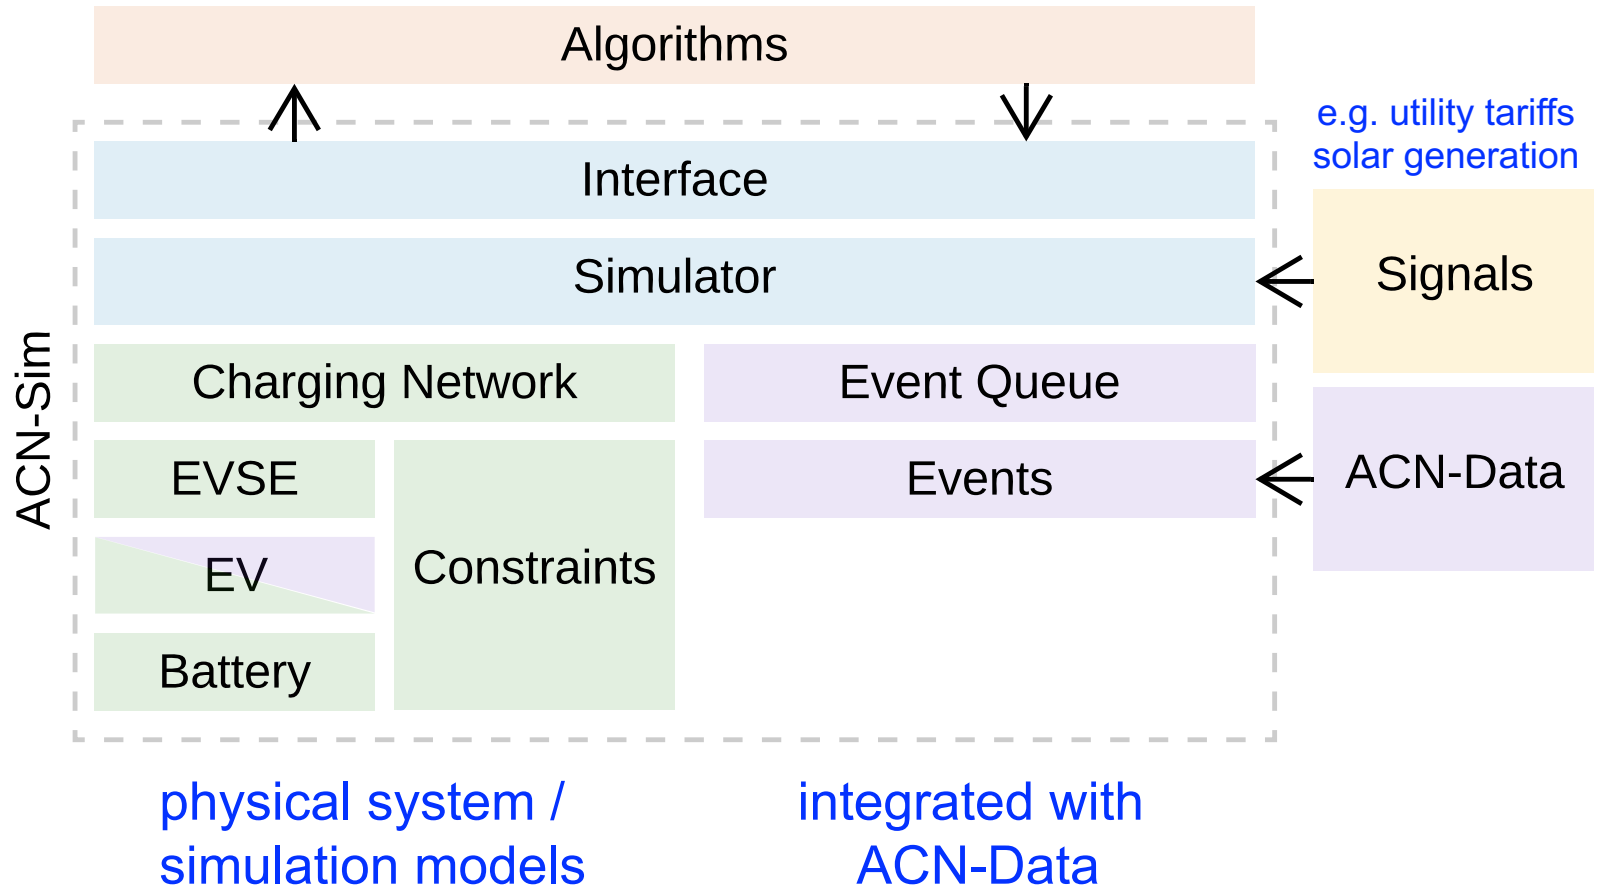 Algorithms
e.g. utility tariffs
solar generation
Interface
Simulator
Signals
ACN-Sim
Charging Network
Event Queue
EVSE
Events
ACN-Data
EV
Constraints
Battery
physical system /
simulation models
integrated with
ACN-Data